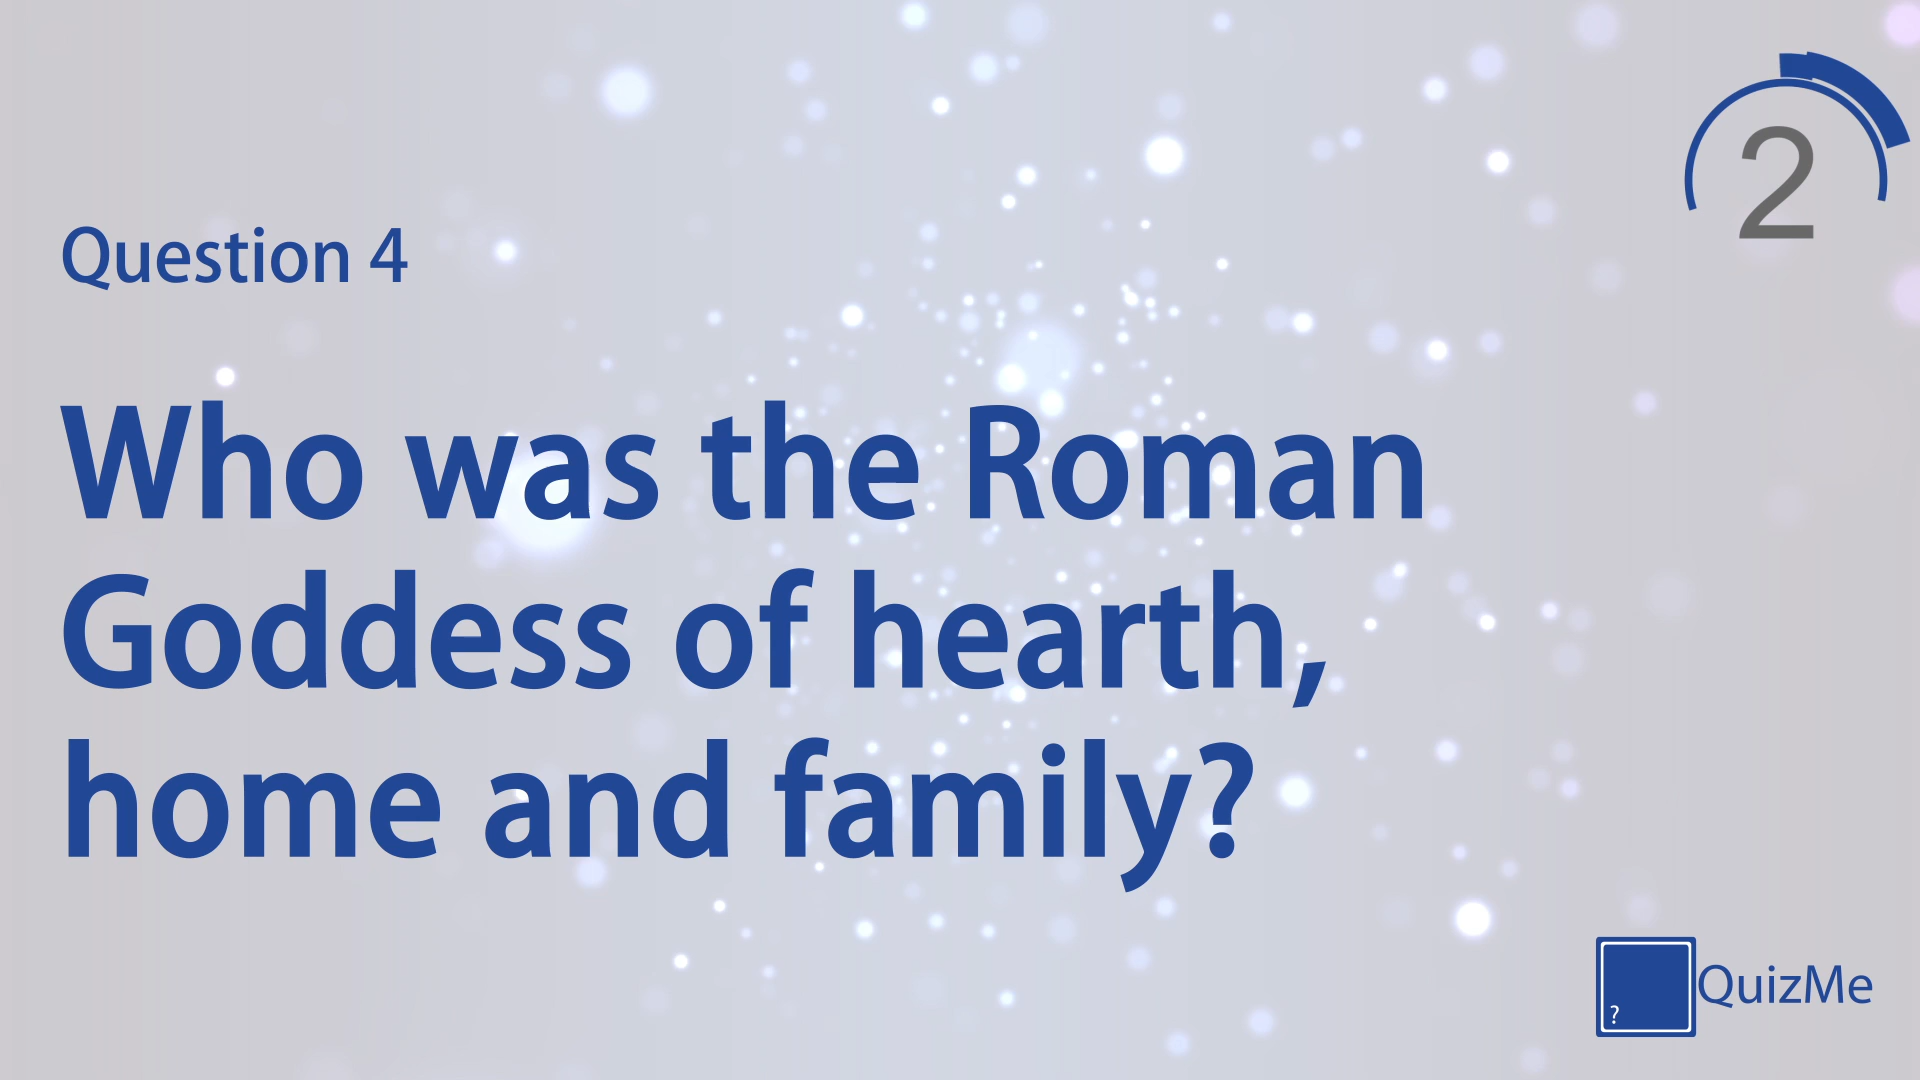 2
Question 4
Who was the Roman
Goddess of hearth,
home and family?
?
QuizMe